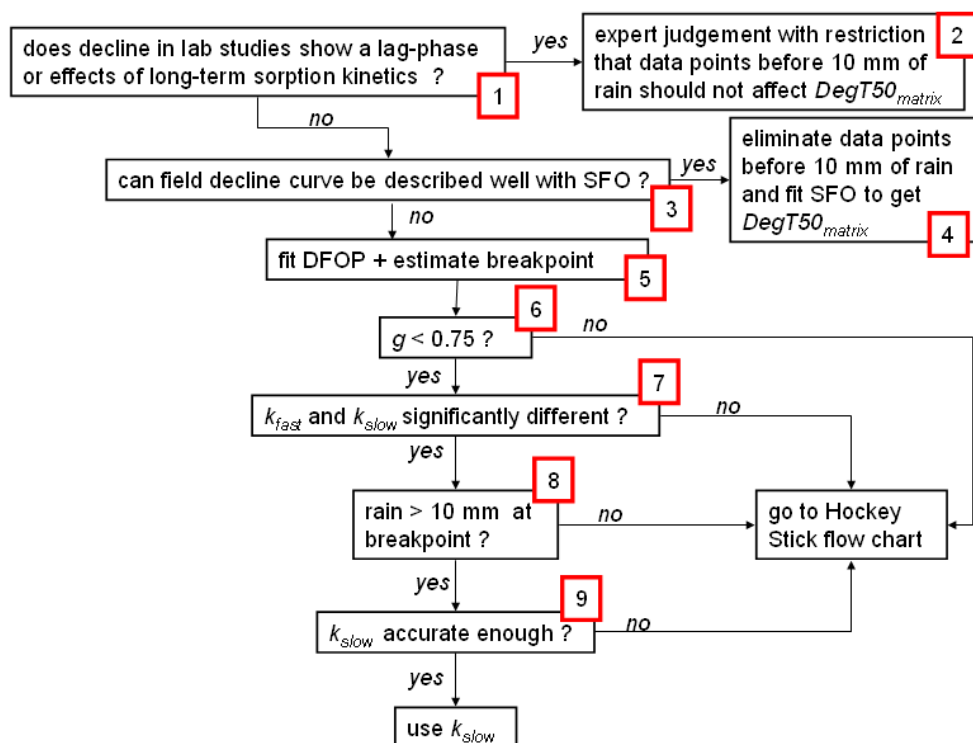 does decline in lab studies show a lag-phase
or effects of long-term sorption kinetics ?
1
yes
expert judgement with restriction
that data points before 10 mm of
rain should not affect DegT50matrix
2
no
can field decline curve be described well with SFO ?
3
yes
eliminate data points
before 10 mm of rain
and fit SFO to get
DegT50matrix
4
no
fit DFOP + estimate breakpoint
5
6
g < 0.75 ?
no
yes
7
kfast and kslow significantly different ?
no
yes
8
rain > 10 mm at
breakpoint ?
no
go to Hockey
Stick flow chart
yes
9
kslow accurate enough ?
no
yes
use kslow